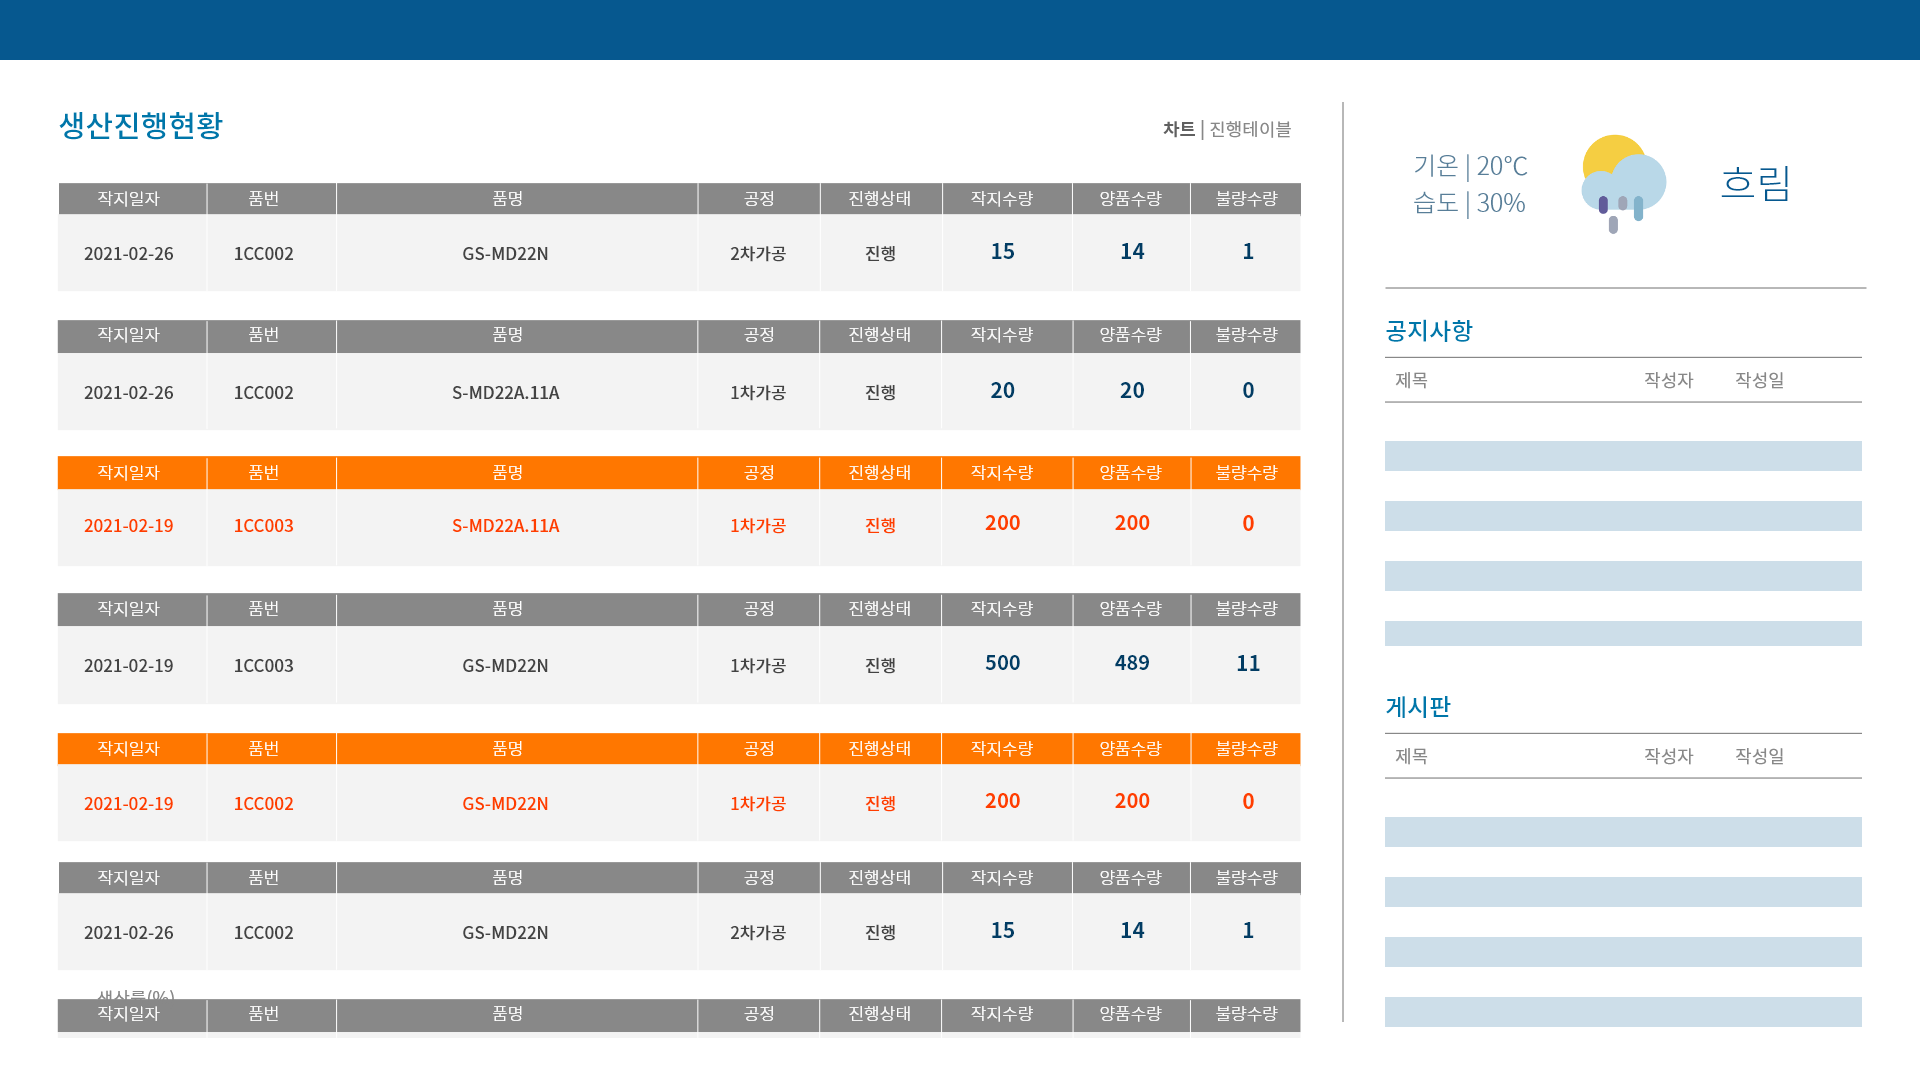 생산진행현황
차트 | 진행테이블
작지일자 품번 품명 공정 진행상태 작지수량 양품수량 불량수량
2021-02-26 1CC002 GS-MD22N 2차가공 진행 15 14 1
작지일자 품번 품명 공정 진행상태 작지수량 양품수량 불량수량
2021-02-26 1CC002 S-MD22A.11A 1차가공 진행 20 20 0
작지일자 품번 품명 공정 진행상태 작지수량 양품수량 불량수량
2021-02-19 1CC003 S-MD22A.11A 1차가공 진행 200 200 0
작지일자 품번 품명 공정 진행상태 작지수량 양품수량 불량수량
2021-02-19 1CC003 GS-MD22N 1차가공 진행 500 489 11
작지일자 품번 품명 공정 진행상태 작지수량 양품수량 불량수량
2021-02-19 1CC002 GS-MD22N 1차가공 진행 200 200 0
작지일자 품번 품명 공정 진행상태 작지수량 양품수량 불량수량
2021-02-26 1CC002 GS-MD22N 2차가공 진행 15 14 1
생산률(%)
작지일자 품번 품명 공정 진행상태 작지수량 양품수량 불량수량
기온 | 20°C
습도 | 30%
흐림
공지사항
제목 작성자 작성일
게시판
제목 작성자 작성일